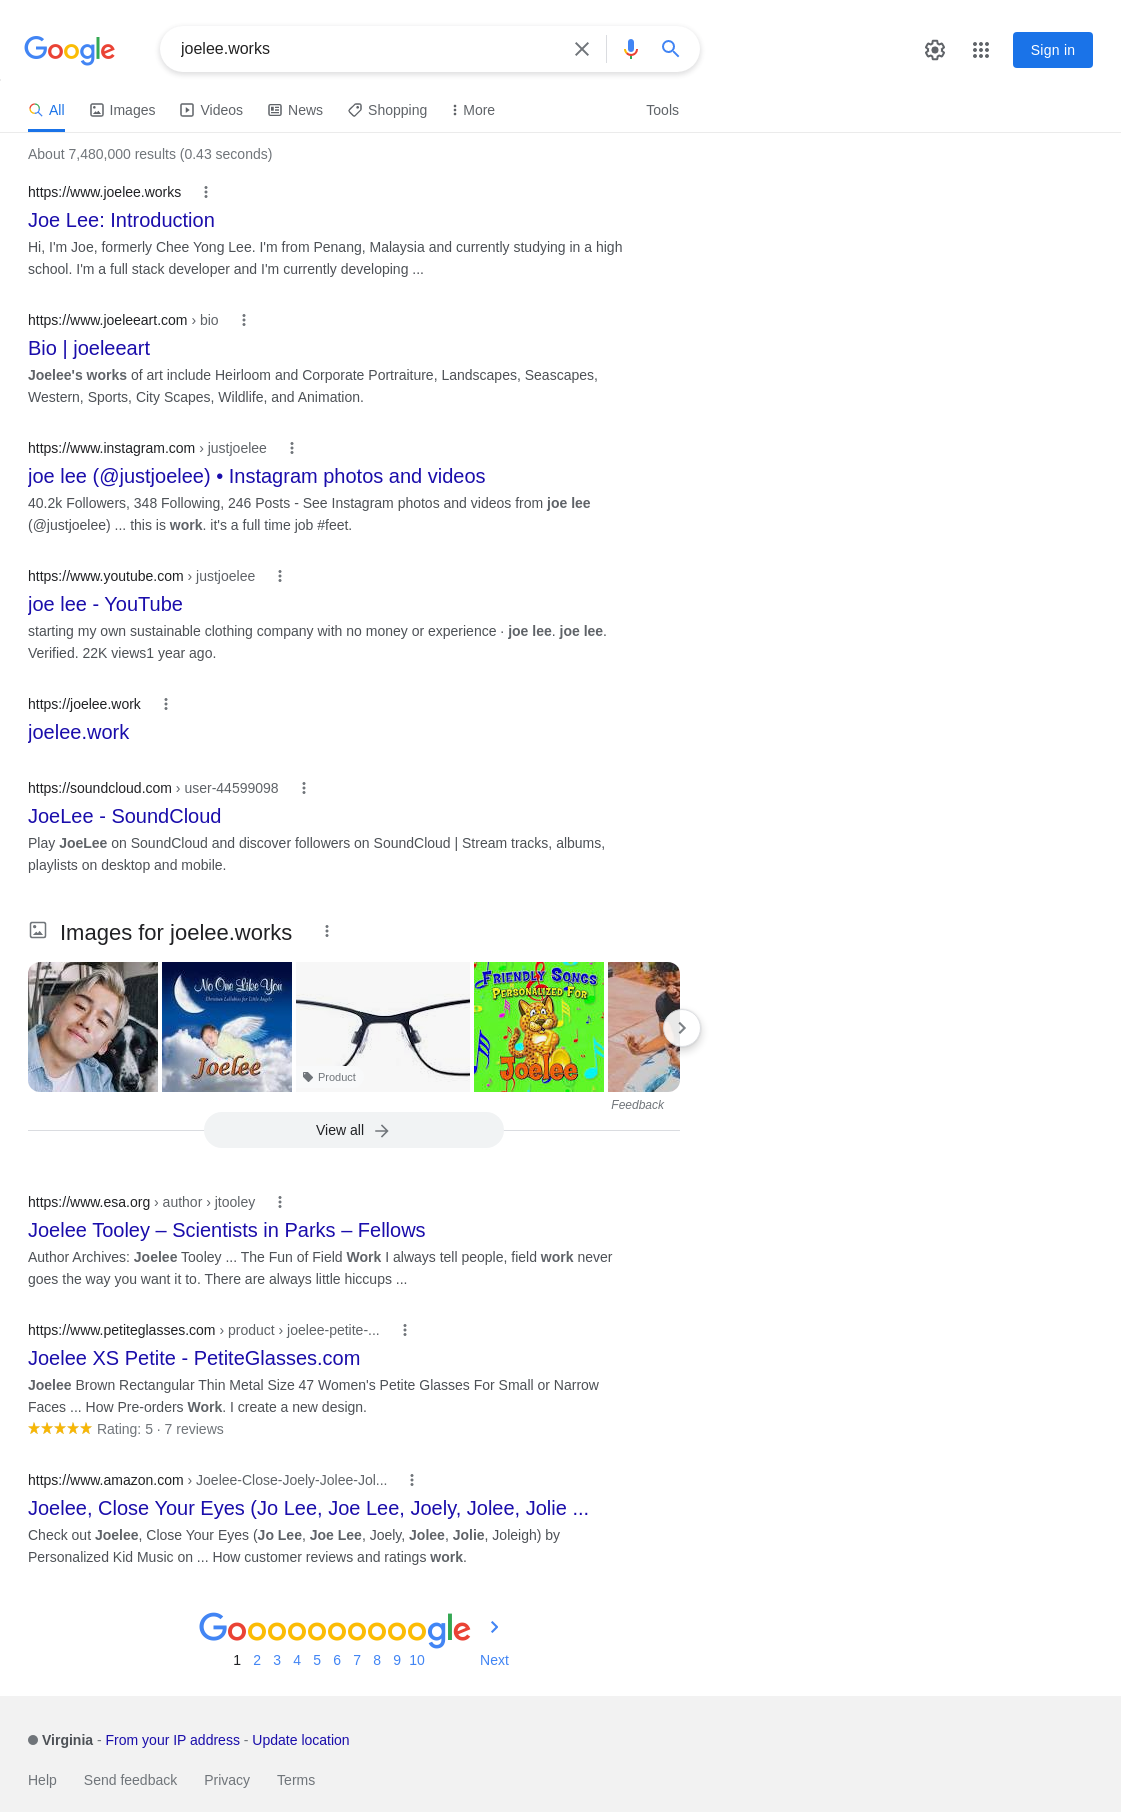 Google
joelee.works
Sign in
All
Images
Videos
News
Shopping
More
Tools
About 7,480,000 results (0.43 seconds)
https://www.joelee.works
Joe Lee: Introduction
Hi, I'm Joe, formerly Chee Yong Lee. I'm from Penang, Malaysia and currently studying in a high
school. I'm a full stack developer and I'm currently developing ...
https://www.joeleeart.com › bio
Bio | joeleeart
Joelee's works of art include Heirloom and Corporate Portraiture, Landscapes, Seascapes,
Western, Sports, City Scapes, Wildlife, and Animation.
https://www.instagram.com › justjoelee
joe lee (@justjoelee) • Instagram photos and videos
40.2k Followers, 348 Following, 246 Posts - See Instagram photos and videos from joe lee
(@justjoelee) ... this is work. it's a full time job #feet.
https://www.youtube.com › justjoelee
joe lee - YouTube
starting my own sustainable clothing company with no money or experience · joe lee. joe lee.
Verified. 22K views1 year ago.
https://joelee.work
joelee.work
https://soundcloud.com › user-44599098
JoeLee - SoundCloud
Play JoeLee on SoundCloud and discover followers on SoundCloud | Stream tracks, albums,
playlists on desktop and mobile.
Images for joelee.works
No One Like You
Christian Lullabies for Little Angels
Joelee
Product
FRIENDLY SONGS
PERSONALIZED FOR
Joelee
Feedback
View all
https://www.esa.org › author › jtooley
Joelee Tooley – Scientists in Parks – Fellows
Author Archives: Joelee Tooley ... The Fun of Field Work I always tell people, field work never
goes the way you want it to. There are always little hiccups ...
https://www.petiteglasses.com › product › joelee-petite-...
Joelee XS Petite - PetiteGlasses.com
Joelee Brown Rectangular Thin Metal Size 47 Women's Petite Glasses For Small or Narrow
Faces ... How Pre-orders Work. I create a new design.
Rating: 5 · 7 reviews
https://www.amazon.com › Joelee-Close-Joely-Jolee-Jol...
Joelee, Close Your Eyes (Jo Lee, Joe Lee, Joely, Jolee, Jolie ...
Check out Joelee, Close Your Eyes (Jo Lee, Joe Lee, Joely, Jolee, Jolie, Joleigh) by
Personalized Kid Music on ... How customer reviews and ratings work.
Goooooooooogle
1 2 3 4 5 6 7 8 9 10 Next
Virginia - From your IP address - Update location
Help Send feedback Privacy Terms